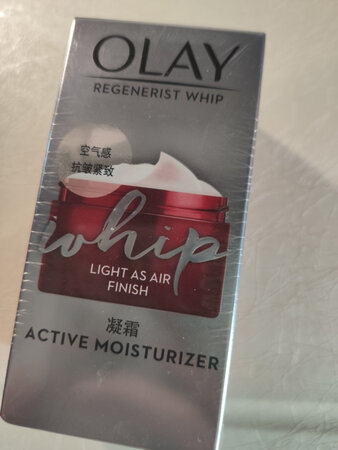 OLAY
REGENERIST WHIP
空气感
抗皱紧致
whip
LIGHT AS AIR
FINISH
凝霜
ACTIVE MOISTURIZER